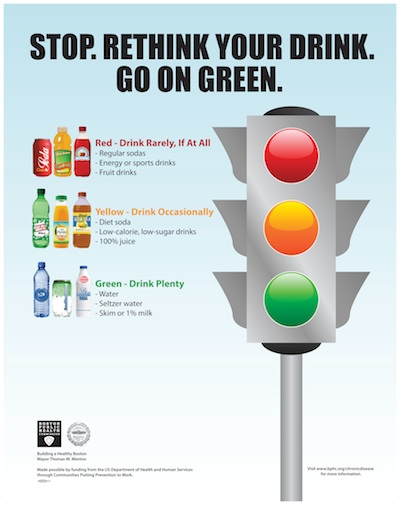 STOP. RETHINK YOUR DRINK.
GO ON GREEN.
Red - Drink Rarely, If At All
- Regular sodas
- Energy or sports drinks
- Fruit drinks
Yellow - Drink Occasionally
- Diet soda
- Low-calorie, low-sugar drinks
- 100% juice
Green - Drink Plenty
- Water
- Seltzer water
- Skim or 1% milk
BOSTON
PUBLIC
HEALTH
COMMISSION
Building a Healthy Boston
Mayor Thomas M. Menino
Made possible by funding from the US Department of Health and Human Services
through Communities Putting Prevention to Work.
Visit www.bphc.org/chronicdisease
for more information.